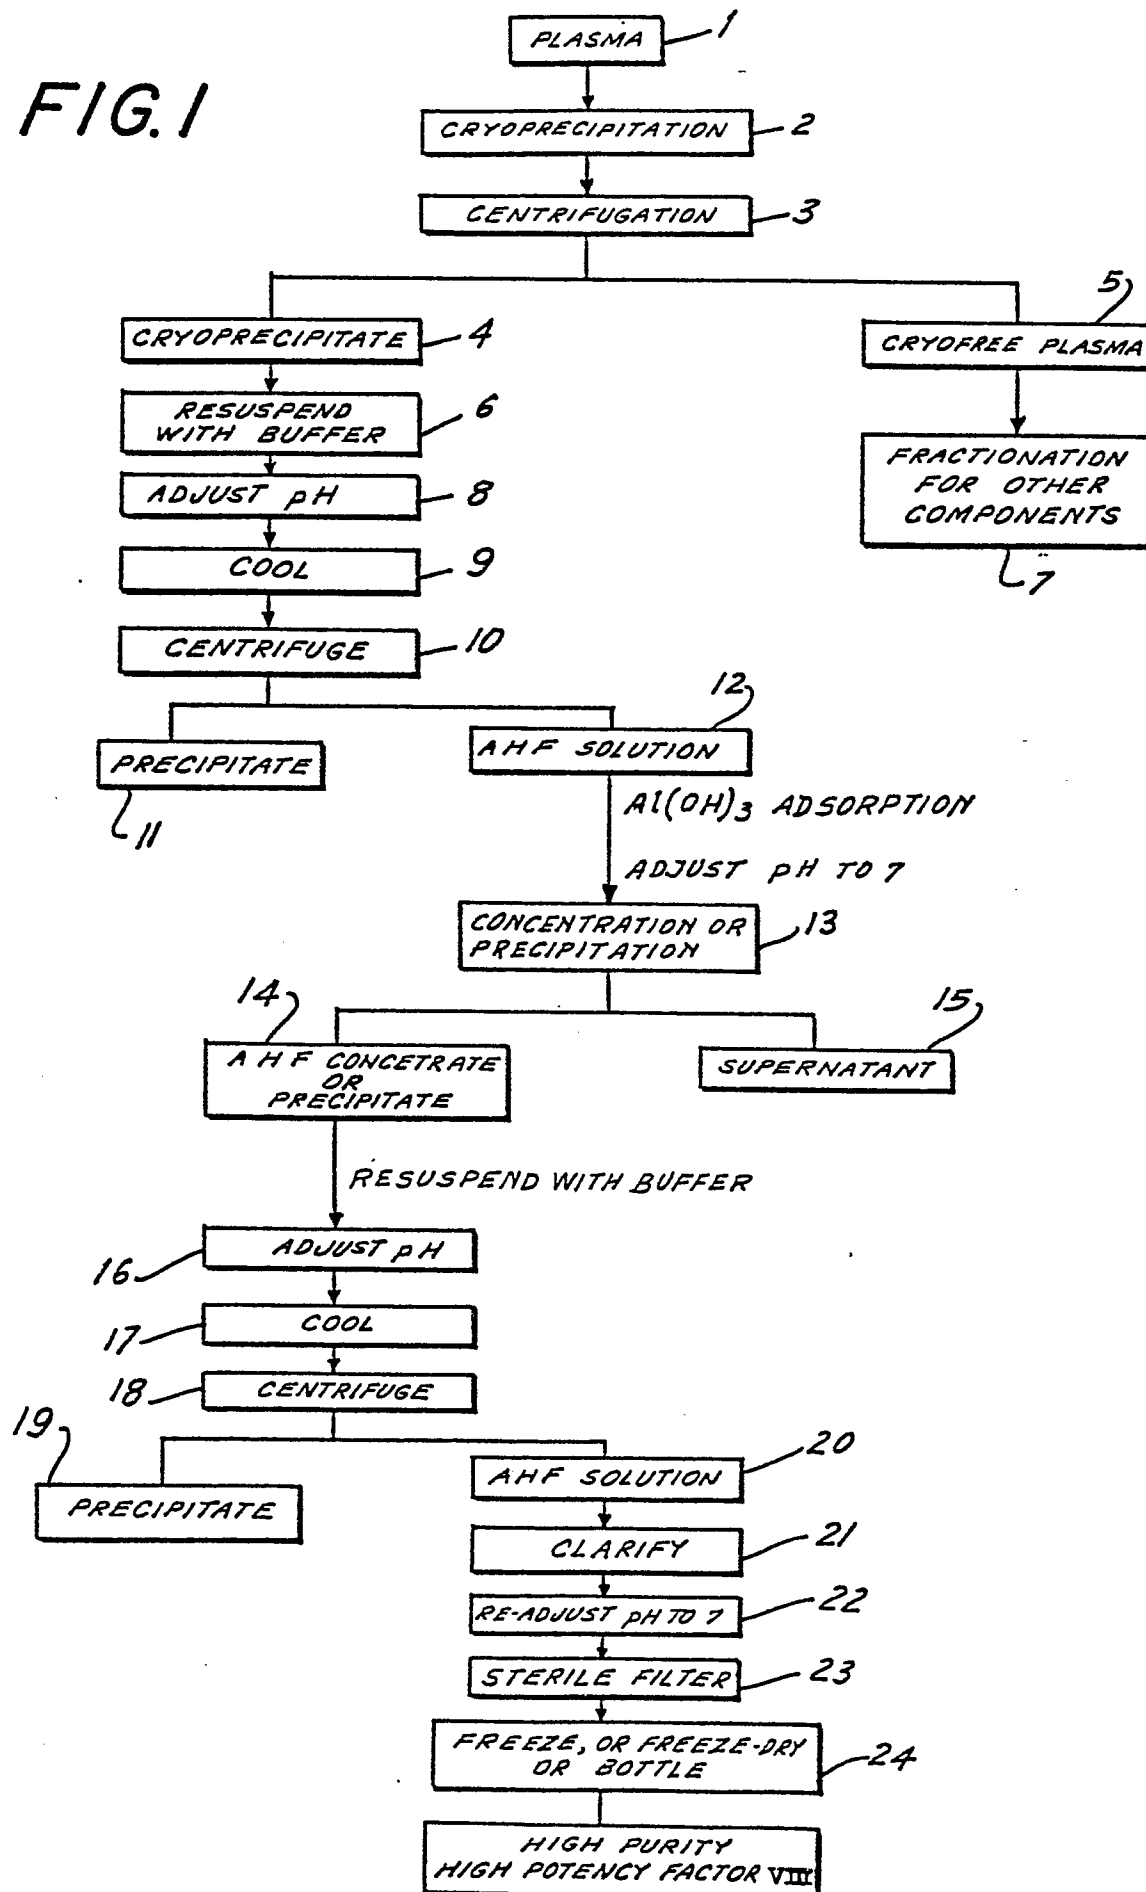 FIG. 1
PLASMA
1
CRYOPRECIPITATION
2
CENTRIFUGATION
3
CRYOPRECIPITATE
4
5
CRYOFREE PLASMA
RESUSPEND
WITH BUFFER
6
FRACTIONATION
FOR OTHER
COMPONENTS
7
ADJUST pH
8
COOL
9
CENTRIFUGE
10
PRECIPITATE
11
12
AHF SOLUTION
Al(OH)3 ADSORPTION
ADJUST pH TO 7
CONCENTRATION OR
PRECIPITATION
13
14
AHF CONCETRATE
OR
PRECIPITATE
15
SUPERNATANT
RESUSPEND WITH BUFFER
ADJUST pH
16
COOL
17
CENTRIFUGE
18
19
PRECIPITATE
AHF SOLUTION
20
CLARIFY
21
RE-ADJUST pH TO 7
22
STERILE FILTER
23
FREEZE, OR FREEZE-DRY
OR BOTTLE
24
HIGH PURITY
HIGH POTENCY FACTOR VIII